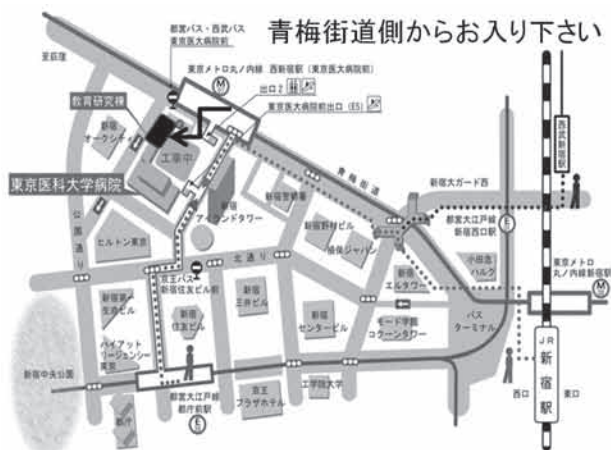 青梅街道側からお入り下さい
都営バス・西武バス
東京医大病院前
至荻窪
東京メトロ丸ノ内線 西新宿駅(東京医大病院前)
M
出口2
東京医大病院前出口(E5)
教育研究棟
新宿
オークシティ
工事中
東京医科大学病院
青梅街道
西武新宿駅
新宿大ガード西
新宿警察署
新宿
アイランドタワー
公園通り
ヒルトン東京
新宿野村ビル
損保ジャパン
都営大江戸線
新宿西口駅
E
小田急
ハルク
東京メトロ
丸ノ内線新宿駅
M
北通り
京王バス
新宿住友ビル前
新宿
エルタワー
新宿第一
生命ビル
新宿
住友ビル
新宿
三井ビル
新宿
センタービル
モード学園
コクーンタワー
バス
ターミナル
ハイアット
リージェンシー
東京
JR新宿駅
新宿中央公園
西口
東口
都庁
都営大江戸線
都庁前駅
E
京王
プラザホテル
工学院大学